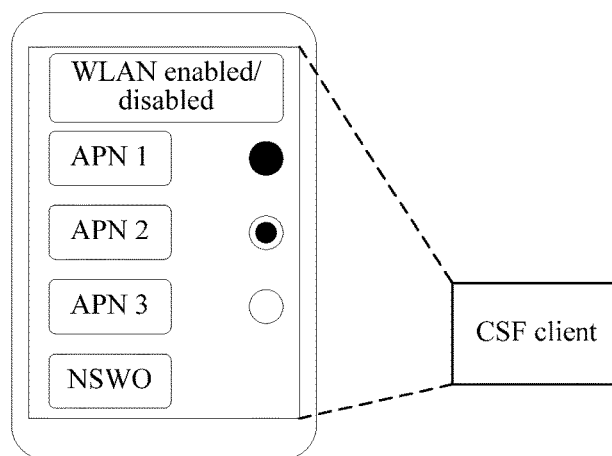 WLAN enabled/
disabled
APN 1
APN 2
APN 3
NSWO
CSF client